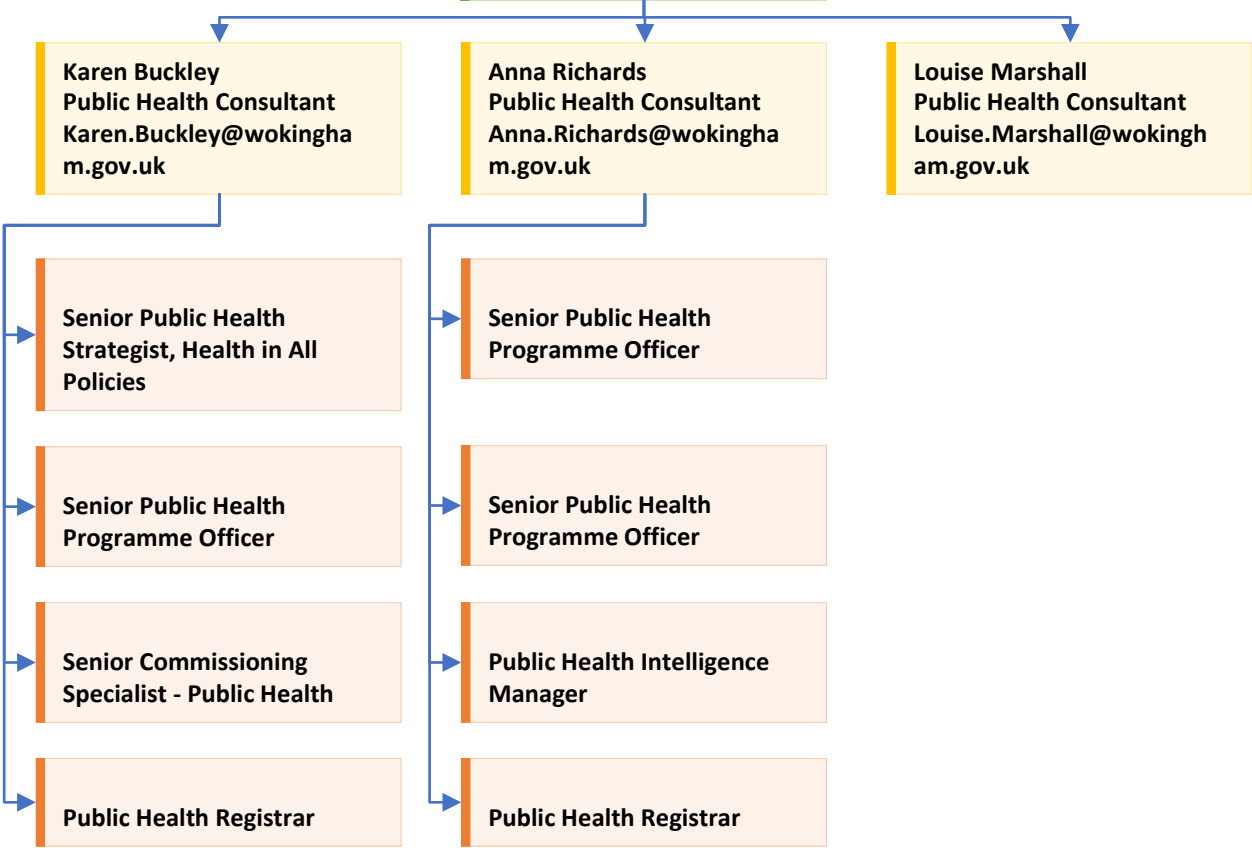 Karen Buckley
Public Health Consultant
Karen.Buckley@wokingha
m.gov.uk
Anna Richards
Public Health Consultant
Anna.Richards@wokingha
m.gov.uk
Louise Marshall
Public Health Consultant
Louise.Marshall@wokingh
am.gov.uk
Senior Public Health
Strategist, Health in All
Policies
Senior Public Health
Programme Officer
Senior Commissioning
Specialist - Public Health
Public Health Registrar
Senior Public Health
Programme Officer
Senior Public Health
Programme Officer
Public Health Intelligence
Manager
Public Health Registrar